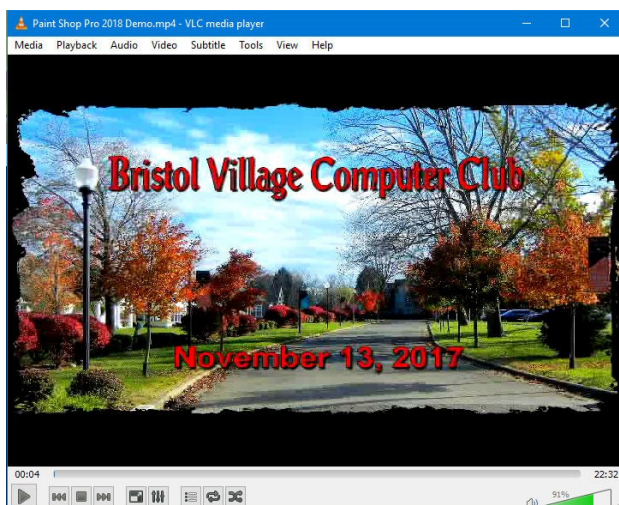 Paint Shop Pro 2018 Demo.mp4 - VLC media player
Media Playback Audio Video Subtitle Tools View Help
Bristol Village Computer Club
November 13, 2017
00:04 22:32
91%